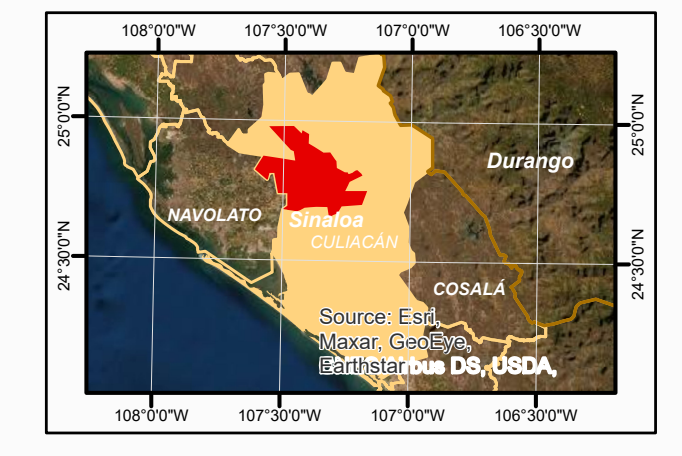 108°0'0"W 107°30'0"W 107°0'0"W 106°30'0"W
25°0'0"N
25°0'0"N
Durango
NAVOLATO
Sinaloa
CULIACÁN
24°30'0"N
24°30'0"N
COSALÁ
Source: Esri,
Maxar, GeoEye,
Earthstar
bus DS, USDA,
108°0'0"W 107°30'0"W 107°0'0"W 106°30'0"W